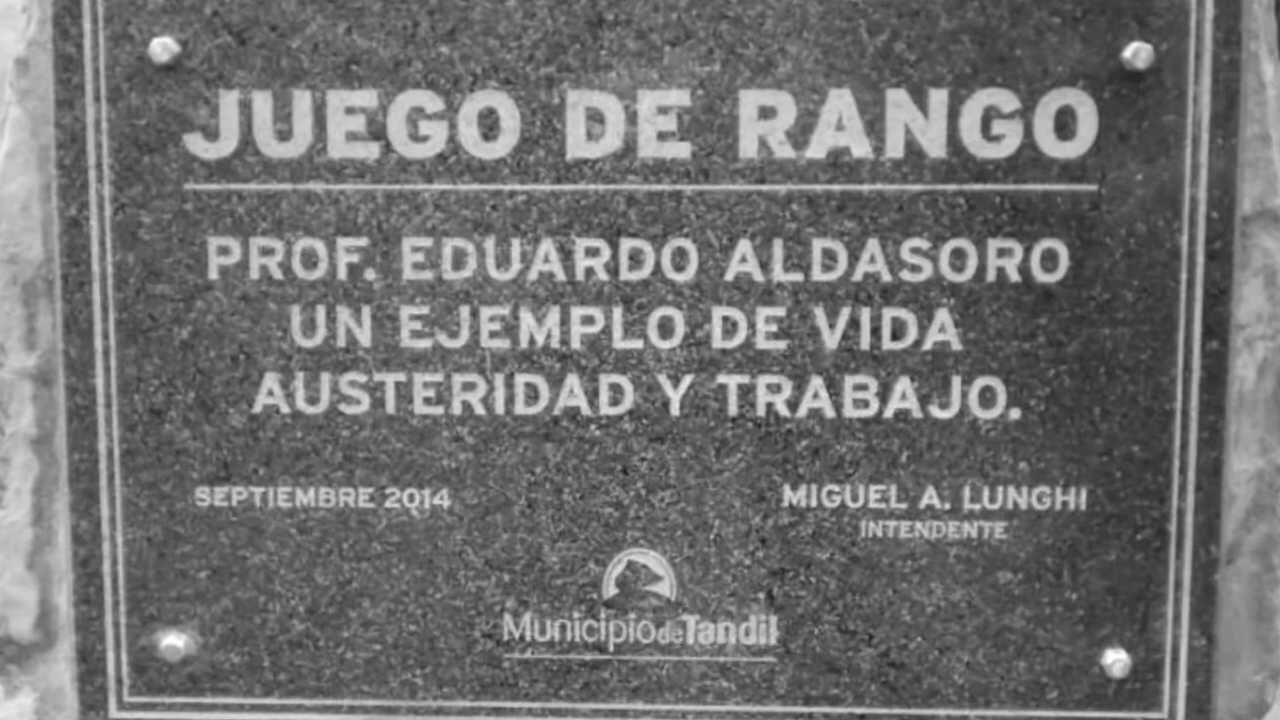 JUEGO DE RANGO
PROF. EDUARDO ALDASORO
UN EJEMPLO DE VIDA
AUSTERIDAD Y TRABAJO.
SEPTIEMBRE 2014
MIGUEL A. LUNGHI
INTENDENTE
Municipio de Tandil